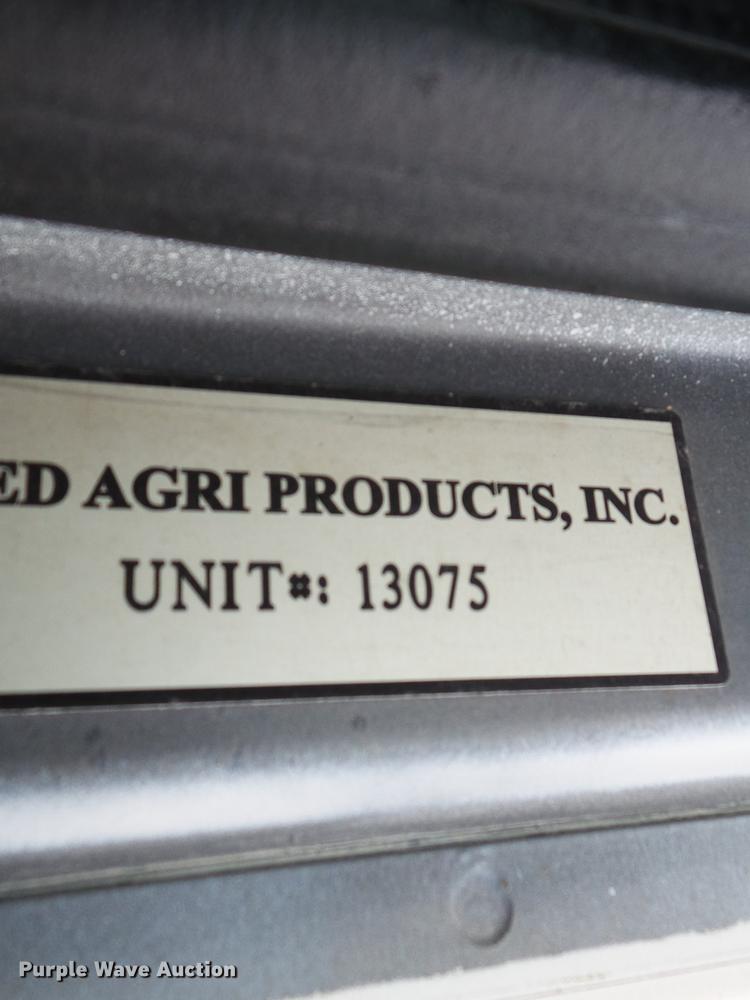 ED AGRI PRODUCTS, INC.
UNIT#: 13075
Purple Wave Auction